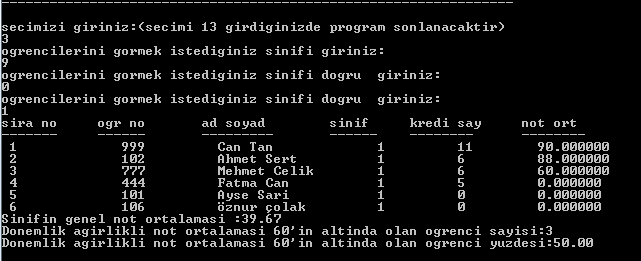 secimizi giriniz:(secimi 13 girdiginizde program sonlanacaktir)
3
ogrencilerini gormek istediginiz sinifi giriniz:
9
ogrencilerini gormek istediginiz sinifi dogru  giriniz:
0
ogrencilerini gormek istediginiz sinifi dogru  giriniz:
1
sira no ogr no ad soyad sinif kredi say not ort
1 999 Can Tan 1 11 90.000000
2 102 Ahmet Sert 1 6 88.000000
3 777 Mehmet Celik 1 6 60.000000
4 444 Fatma Can 1 5 0.000000
5 101 Ayse Sari 1 0 0.000000
6 106 öznur çolak 1 0 0.000000
Sinifin genel not ortalamasi :39.67
Donemlik agirlikli not ortalamasi 60'in altinda olan ogrenci sayisi:3
Donemlik agirlikli not ortalamasi 60'in altinda olan ogrenci yuzdesi:50.00